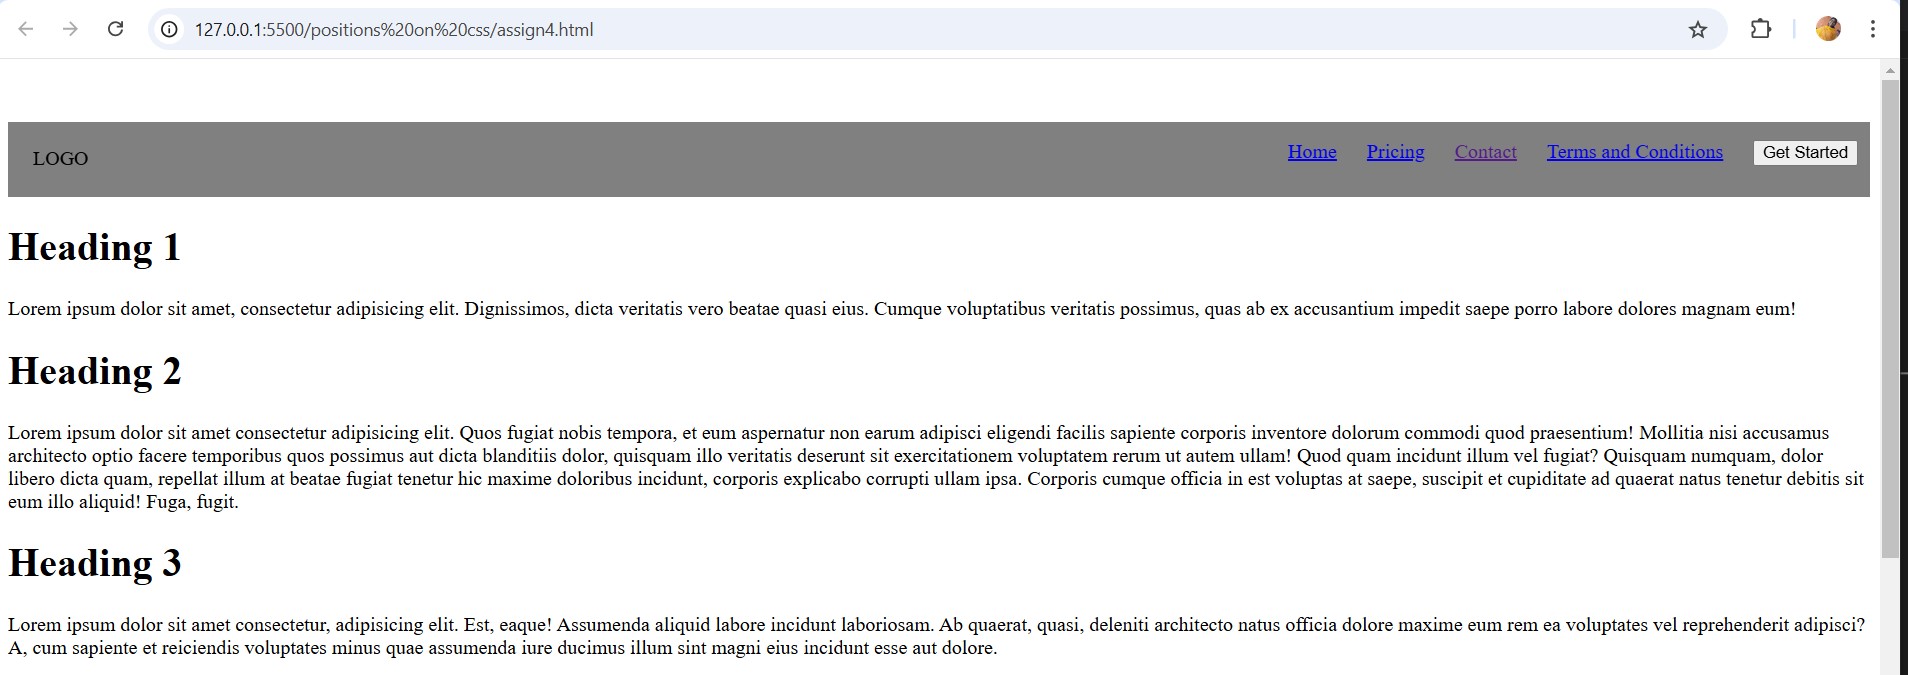 127.0.0.1:5500/positions%20on%20css/assign4.html
LOGO Home Pricing Contact Terms and Conditions Get Started
Heading 1
Lorem ipsum dolor sit amet, consectetur adipisicing elit. Dignissimos, dicta veritatis vero beatae quasi eius. Cumque voluptatibus veritatis possimus, quas ab ex accusantium impedit saepe porro labore dolores magnam eum!
Heading 2
Lorem ipsum dolor sit amet consectetur adipisicing elit. Quos fugiat nobis tempora, et eum aspernatur non earum adipisci eligendi facilis sapiente corporis inventore dolorum commodi quod praesentium! Mollitia nisi accusamus
architecto optio facere temporibus quos possimus aut dicta blanditiis dolor, quisquam illo veritatis deserunt sit exercitationem voluptatem rerum ut autem ullam! Quod quam incidunt illum vel fugiat? Quisquam numquam, dolor
libero dicta quam, repellat illum at beatae fugiat tenetur hic maxime doloribus incidunt, corporis explicabo corrupti ullam ipsa. Corporis cumque officia in est voluptas at saepe, suscipit et cupiditate ad quaerat natus tenetur debitis sit
eum illo aliquid! Fuga, fugit.
Heading 3
Lorem ipsum dolor sit amet consectetur, adipisicing elit. Est, eaque! Assumenda aliquid labore incidunt laboriosam. Ab quaerat, quasi, deleniti architecto natus officia dolore maxime eum rem ea voluptates vel reprehenderit adipisci?
A, cum sapiente et reiciendis voluptates minus quae assumenda iure ducimus illum sint magni eius incidunt esse aut dolore.